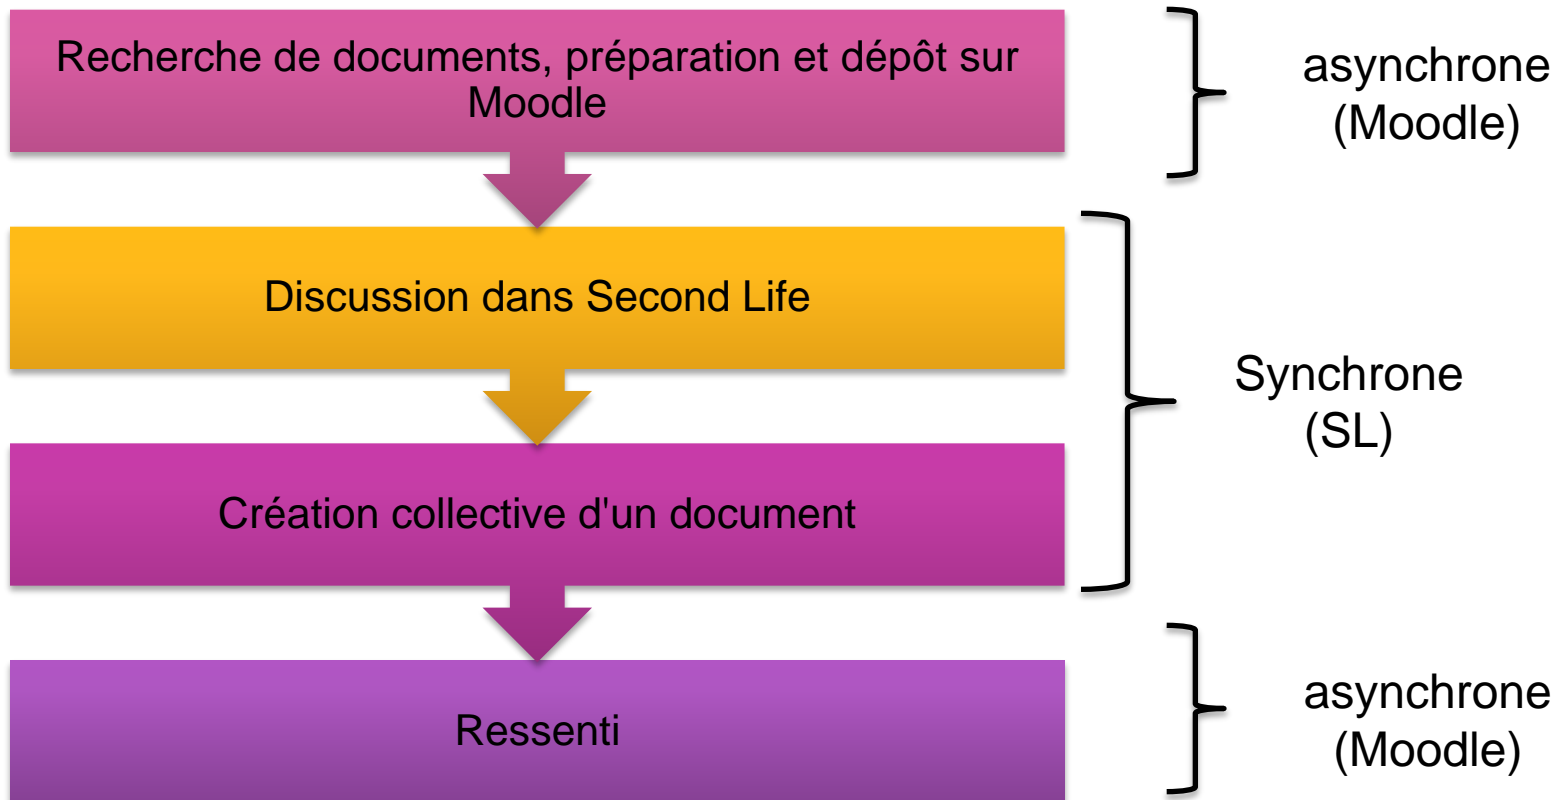 Recherche de documents, préparation et dépôt sur
Moodle
asynchrone
(Moodle)
Discussion dans Second Life
Synchrone
(SL)
Création collective d'un document
Ressenti
asynchrone
(Moodle)